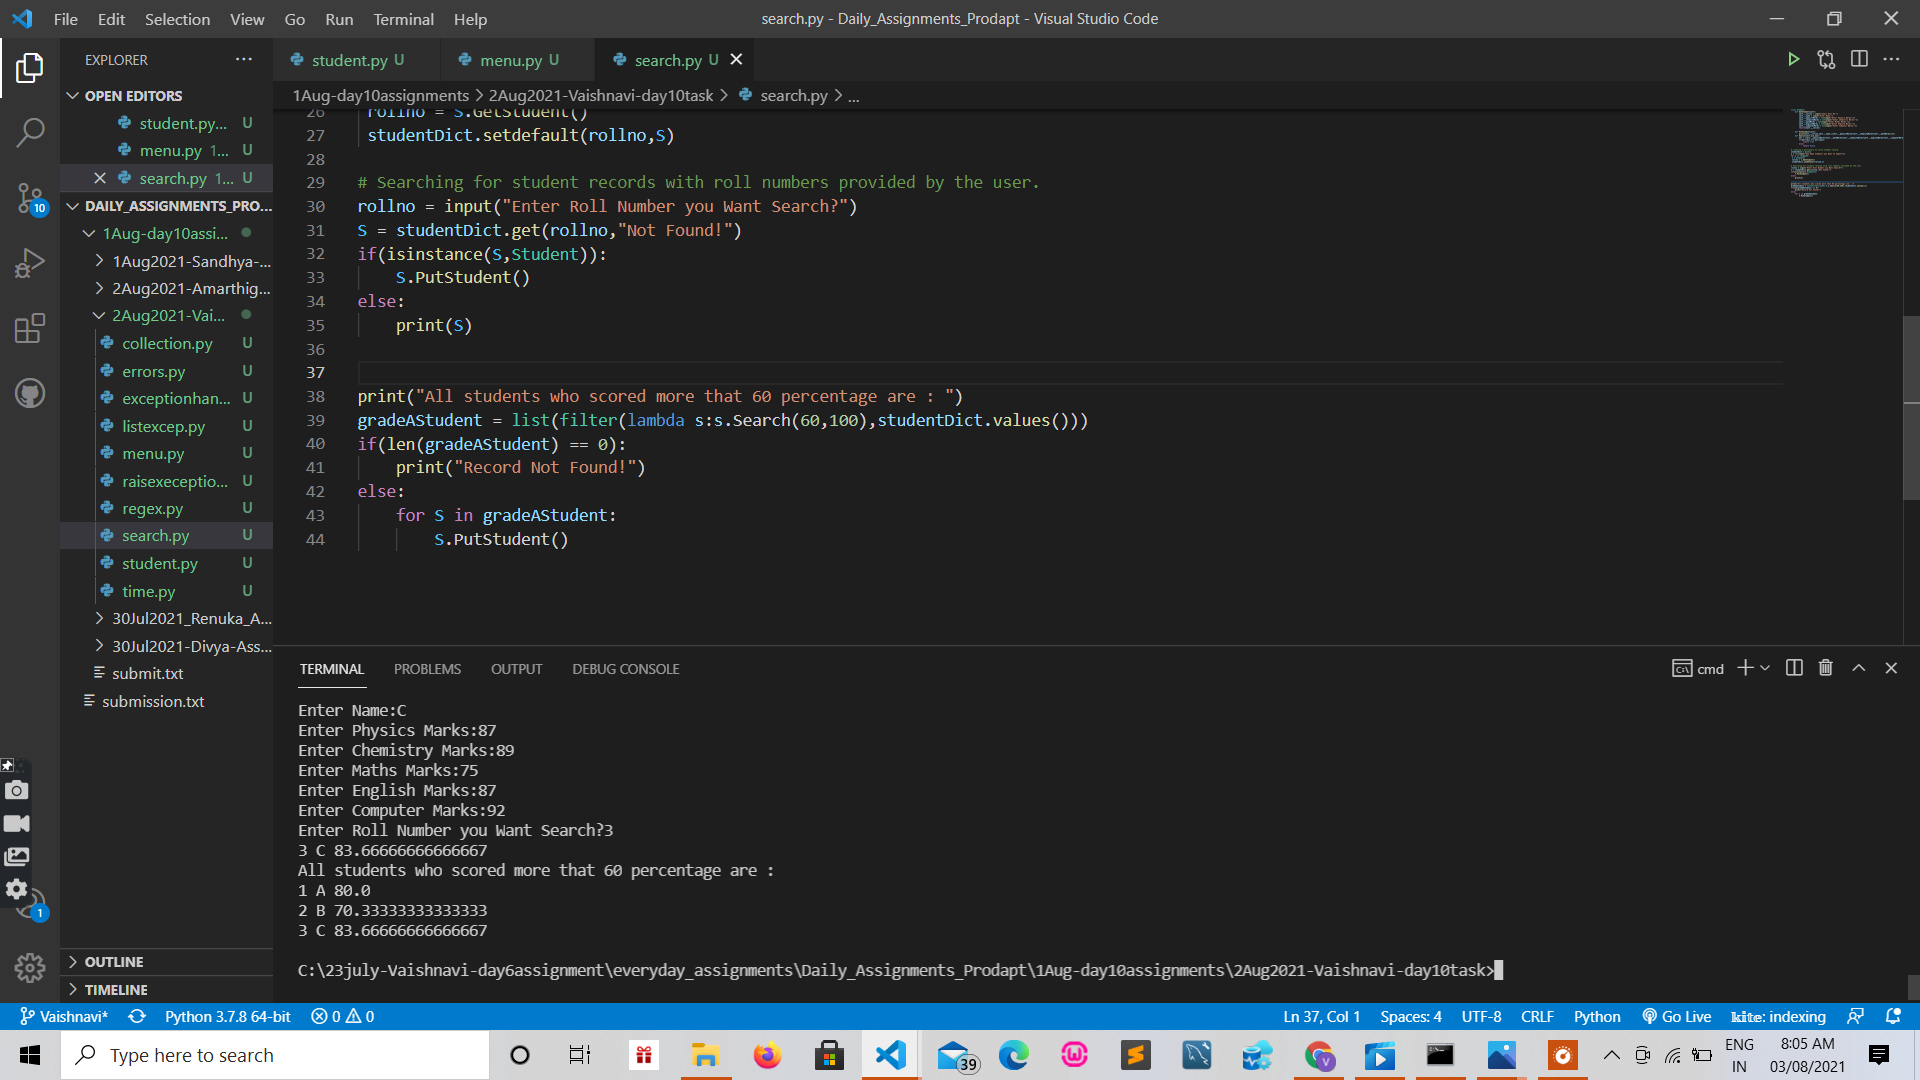 File Edit Selection View Go Run Terminal Help
search.py - Daily_Assignments_Prodapt - Visual Studio Code
EXPLORER
student.py U
menu.py U
search.py U
OPEN EDITORS
student.py... U
menu.py 1... U
search.py 1... U
DAILY_ASSIGNMENTS_PRO...
1Aug-day10assi...
1Aug2021-Sandhya-...
2Aug2021-Amarthig...
2Aug2021-Vai...
collection.py U
errors.py U
exceptionhan... U
listexcep.py U
menu.py U
raisexeceptio... U
regex.py U
search.py U
student.py U
time.py U
30Jul2021_Renuka_A...
30Jul2021-Divya-Ass...
submit.txt
submission.txt
OUTLINE
TIMELINE
10
1
1Aug-day10assignments > 2Aug2021-Vaishnavi-day10task > search.py > ...
26 rollno = S.GetStudent()
27 studentDict.setdefault(rollno,S)
28
29 # Searching for student records with roll numbers provided by the user.
30 rollno = input("Enter Roll Number you Want Search?")
31 S = studentDict.get(rollno,"Not Found!")
32 if(isinstance(S,Student)):
33 S.PutStudent()
34 else:
35 print(S)
36
37
38 print("All students who scored more that 60 percentage are : ")
39 gradeAStudent = list(filter(lambda s:s.Search(60,100),studentDict.values()))
40 if(len(gradeAStudent) == 0):
41 print("Record Not Found!")
42 else:
43 for S in gradeAStudent:
44 S.PutStudent()
TERMINAL PROBLEMS OUTPUT DEBUG CONSOLE
cmd
Enter Name:C
Enter Physics Marks:87
Enter Chemistry Marks:89
Enter Maths Marks:75
Enter English Marks:87
Enter Computer Marks:92
Enter Roll Number you Want Search?3
3 C 83.66666666666667
All students who scored more that 60 percentage are :
1 A 80.0
2 B 70.33333333333333
3 C 83.66666666666667
C:\23july-Vaishnavi-day6assignment\everyday_assignments\Daily_Assignments_Prodapt\1Aug-day10assignments\2Aug2021-Vaishnavi-day10task>
Vaishnavi* Python 3.7.8 64-bit 0 0
Ln 37, Col 1 Spaces: 4 UTF-8 CRLF Python Go Live kite: indexing
Type here to search
39
ENG
IN
8:05 AM
03/08/2021